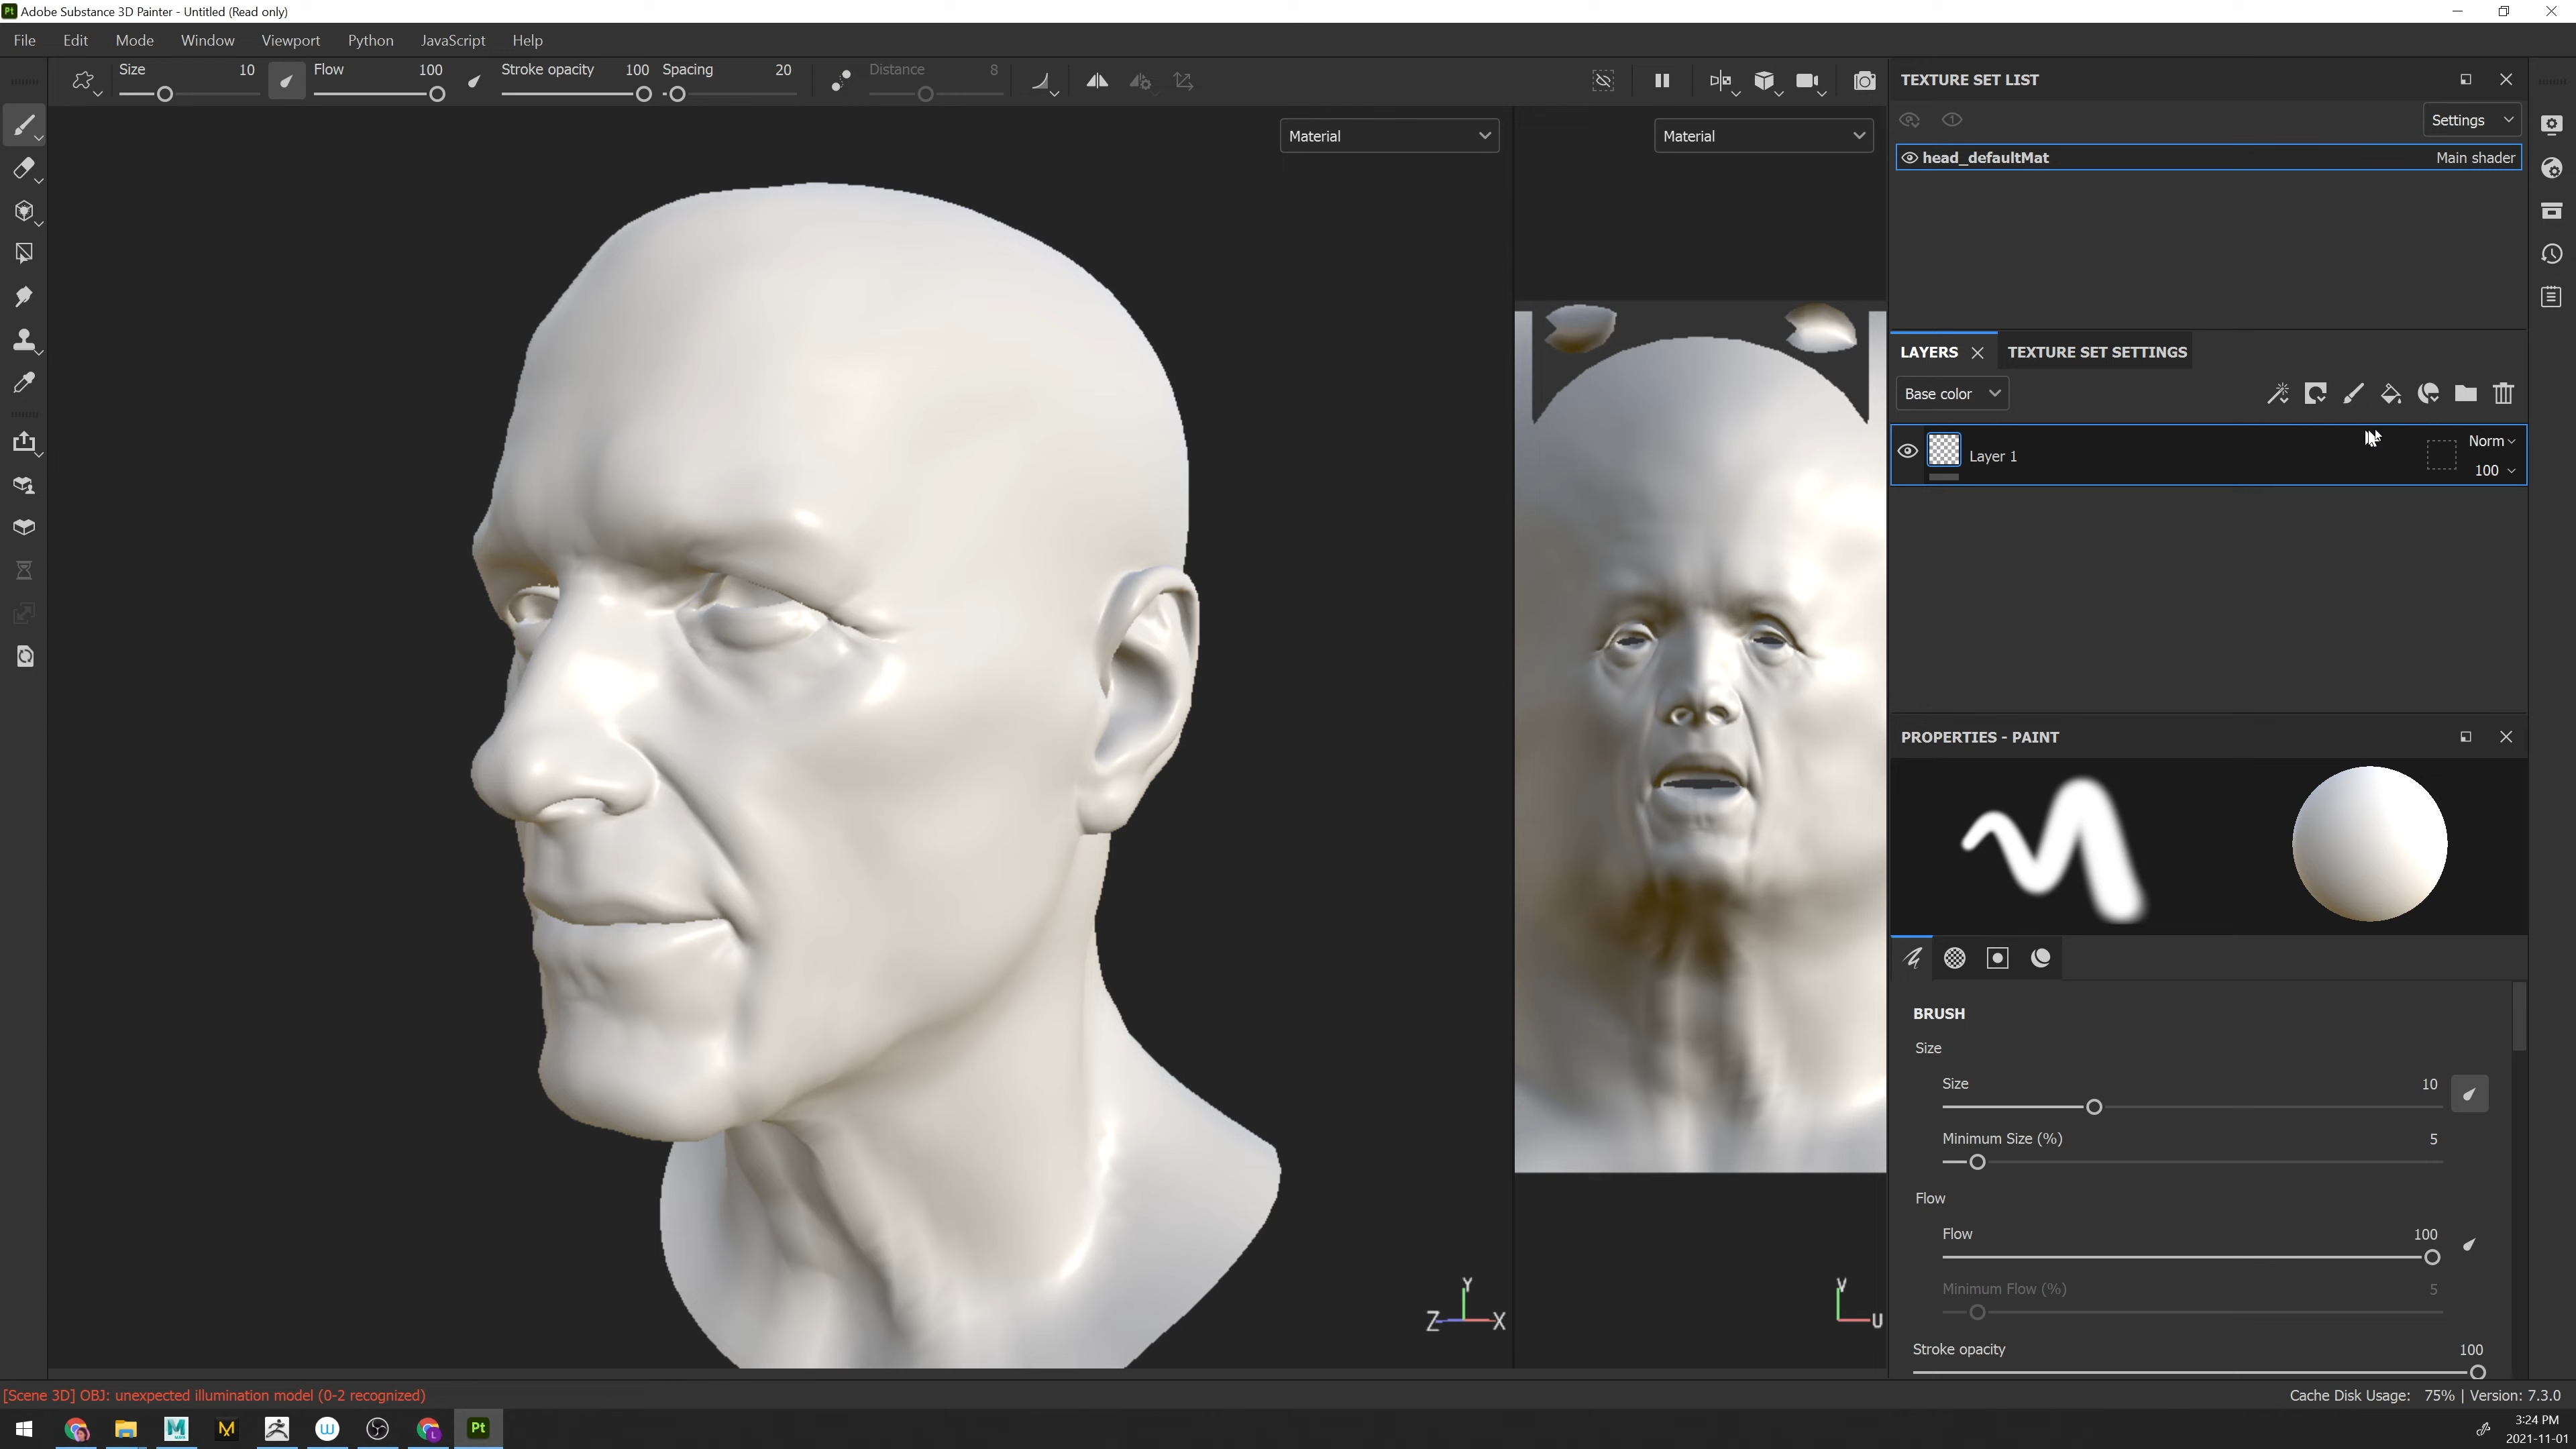 Pt Adobe Substance 3D Painter - Untitled (Read only)
File Edit Mode Window Viewport Python JavaScript Help
Size 10 Flow 100 Stroke opacity 100 Spacing 20 Distance 8
TEXTURE SET LIST
Settings
head_defaultMat Main shader
Material
Material
LAYERS TEXTURE SET SETTINGS
Base color
Layer 1
Norm
100
PROPERTIES - PAINT
BRUSH
Size
Size 10
Minimum Size (%) 5
Flow
Flow 100
Minimum Flow (%) 5
Stroke opacity 100
Y
Z X
V
U
[Scene 3D] OBJ: unexpected illumination model (0-2 recognized)
Cache Disk Usage: 75% | Version: 7.3.0
Pt
3:24 PM
2021-11-01